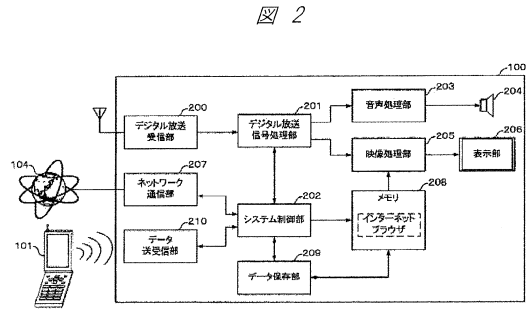 図 2
100
200
デジタル放送
受信部
201
デジタル放送
信号処理部
203
音声処理部
204
205
映像処理部
206
表示部
104
207
ネットワーク
通信部
202
システム制御部
208
メモリ
インターネット
ブラウザ
210
データ
送受信部
101
209
データ保存部